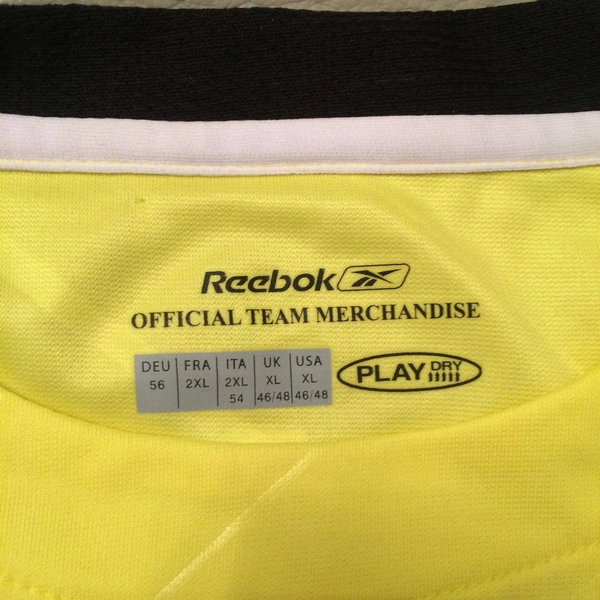 Reebok
OFFICIAL TEAM MERCHANDISE
DEU FRA ITA UK USA
56 2XL 2XL XL XL
54 46/48 46/48
PLAY DRY